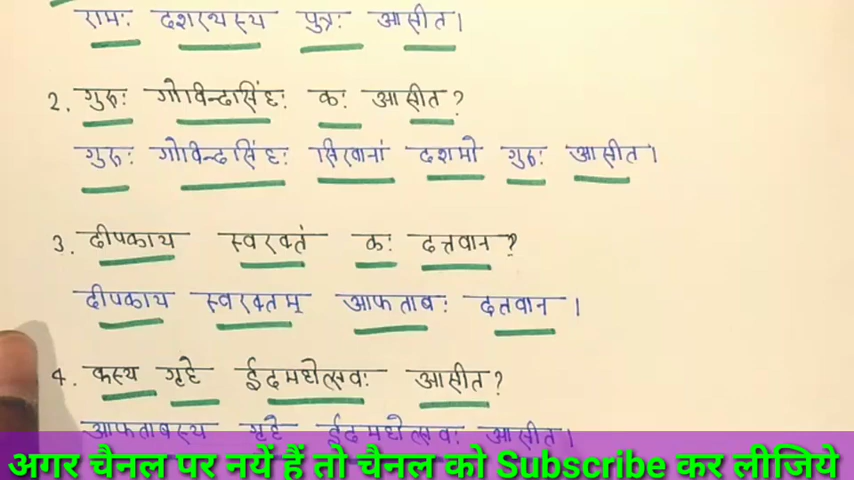 रामः दशरथस्य पुत्रः आसीत।
2. गुरुः गोविन्दसिंहः कः आसीत?
गुरुः गोविन्दसिंहः सिखानां दशमो गुरुः आसीत।
3. दीपकाय स्वरक्तं कः दत्तवान?
दीपकाय स्वरक्तम् आफताबः दत्तवान।
4. कस्य गृहे ईदमहोत्सवः आसीत?
आफताबस्य गृहे ईदमहोत्सवः आसीत।
अगर चैनल पर नयें हैं तो चैनल को Subscribe कर लीजिये